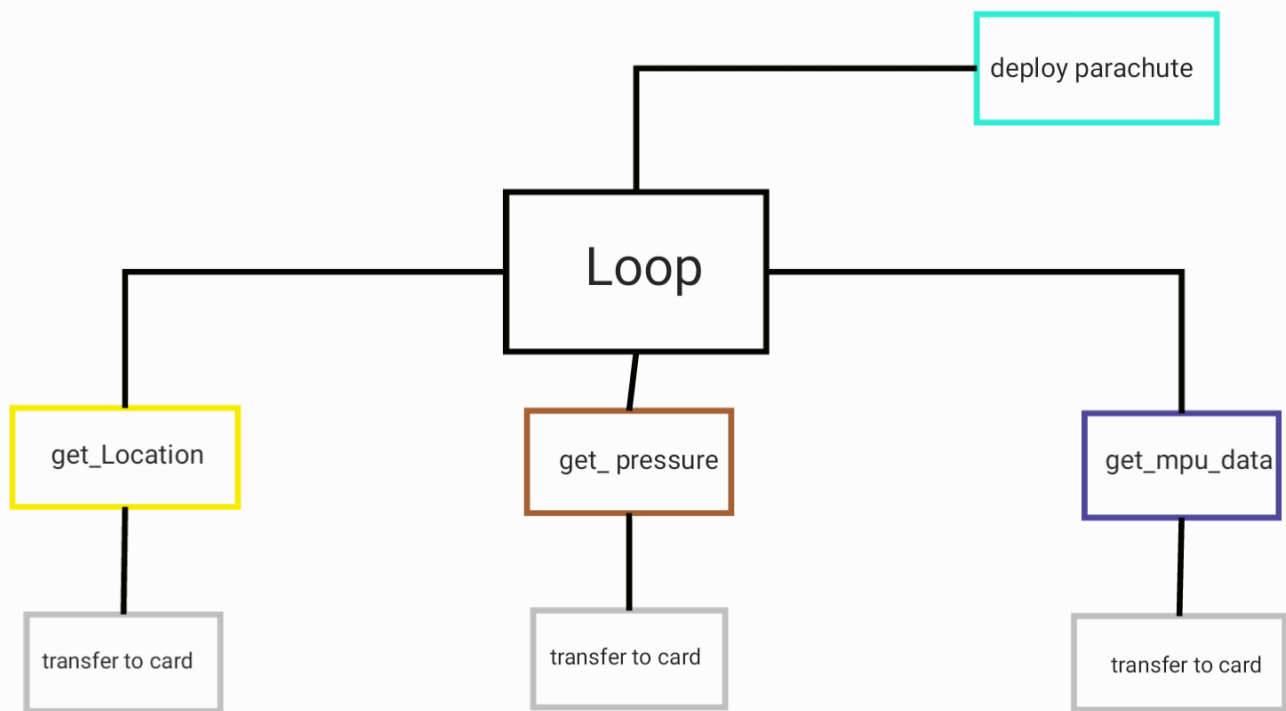 deploy parachute
Loop
get_Location
get_ pressure
get_mpu_data
transfer to card
transfer to card
transfer to card